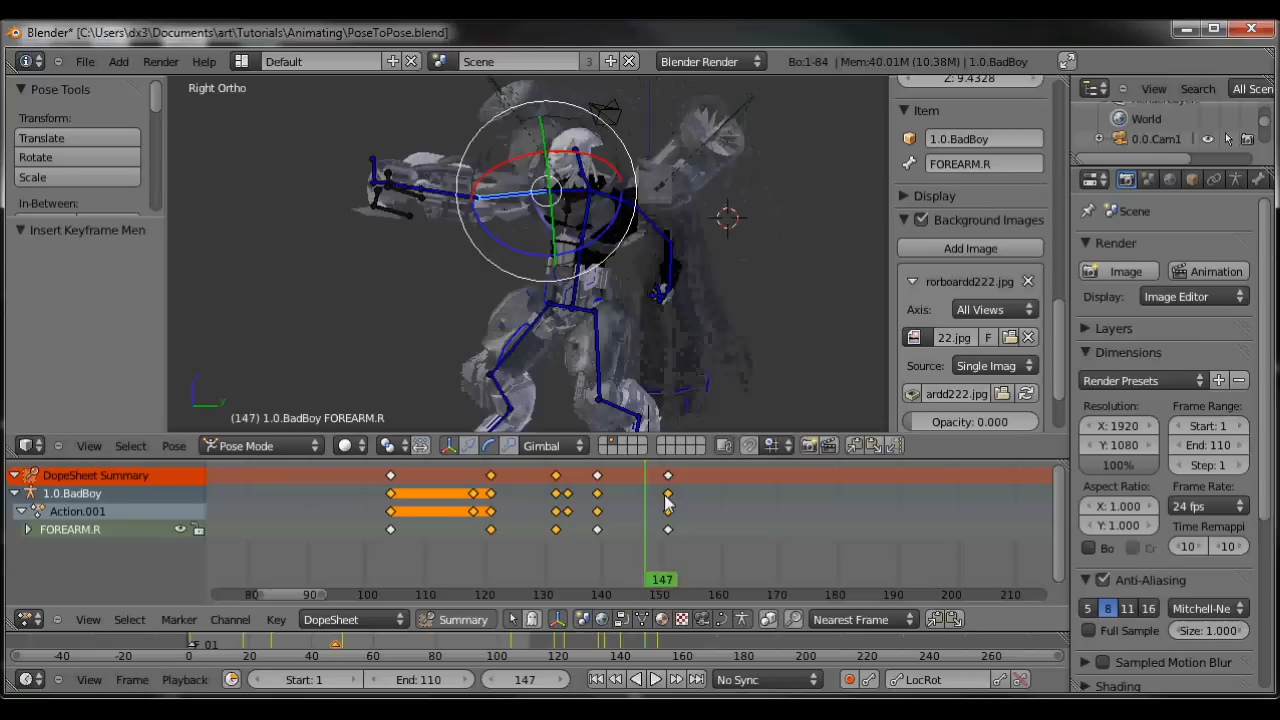 Blender* [C:\Users\dx3\Documents\art\Tutorials\Animating\PoseToPose.blend]
File Add Render Help Default Scene 3 Blender Render Bo:1-84 | Mem:40.01M (10.38M) | 1.0.BadBoy
Pose Tools
Transform:
Translate
Rotate
Scale
In-Between:
Insert Keyframe Men
Right Ortho
(147) 1.0.BadBoy FOREARM.R
Z: 9.4328
Item
1.0.BadBoy
FOREARM.R
Display
Background Images
Add Image
rorboardd222.jpg
Axis: All Views
22.jpg F
Source: Single Imag
ardd222.jpg
Opacity: 0.000
View Search All Scen
World
0.0.Cam1
Scene
Render
Image Animation
Display: Image Editor
Layers
Dimensions
Render Presets
Resolution: Frame Range:
X: 1920 Start: 1
Y: 1080 End: 110
100% Step: 1
Aspect Ratio: Frame Rate:
X: 1.000 24 fps
Y: 1.000 Time Remappi
Bo Cr 10 10
Anti-Aliasing
5 8 11 16 Mitchell-Ne
Full Sample Size: 1.000
Sampled Motion Blur
Shading
View Select Pose Pose Mode Gimbal
DopeSheet Summary
1.0.BadBoy
Action.001
FOREARM.R
147
80 90 100 110 120 130 140 150 160 170 180 190 200 210
View Select Marker Channel Key DopeSheet Summary Nearest Frame
F_01
-40 -20 0 20 40 60 80 100 120 140 160 180 200 220 240 260
View Frame Playback Start: 1 End: 110 147 No Sync LocRot